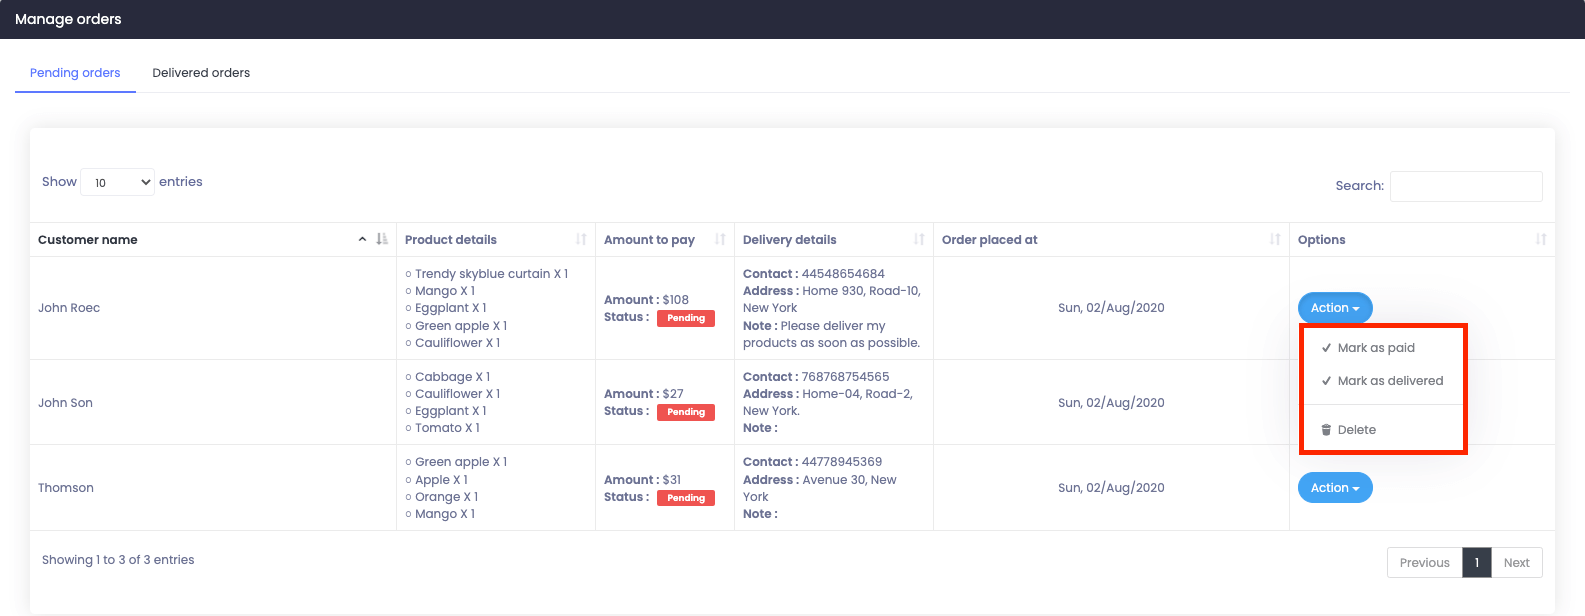 Manage orders
Pending orders Delivered orders
Show 10 entries
Search:
Customer name Product details Amount to pay Delivery details Order placed at Options
John Roec
Trendy skyblue curtain X 1
Mango X 1
Eggplant X 1
Green apple X 1
Cauliflower X 1
Amount : $108
Status : Pending
Contact : 44548654684
Address : Home 930, Road-10,
New York
Note : Please deliver my
products as soon as possible.
Sun, 02/Aug/2020
Action
Mark as paid
Mark as delivered
Delete
John Son
Cabbage X 1
Cauliflower X 1
Eggplant X 1
Tomato X 1
Amount : $27
Status : Pending
Contact : 768768754565
Address : Home-04, Road-2,
New York.
Note :
Sun, 02/Aug/2020
Thomson
Green apple X 1
Apple X 1
Orange X 1
Mango X 1
Amount : $31
Status : Pending
Contact : 44778945369
Address : Avenue 30, New
York
Note :
Sun, 02/Aug/2020
Action
Showing 1 to 3 of 3 entries
Previous 1 Next